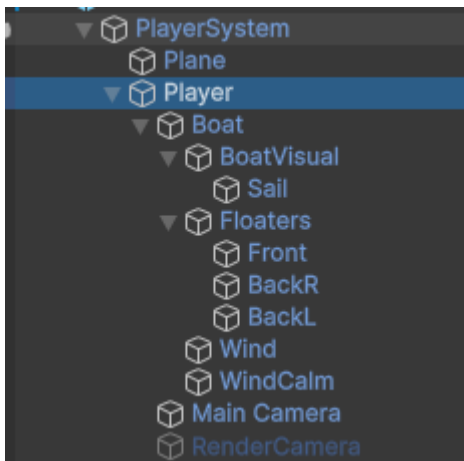 PlayerSystem
Plane
Player
Boat
BoatVisual
Sail
Floaters
Front
BackR
BackL
Wind
WindCalm
Main Camera
RenderCamera